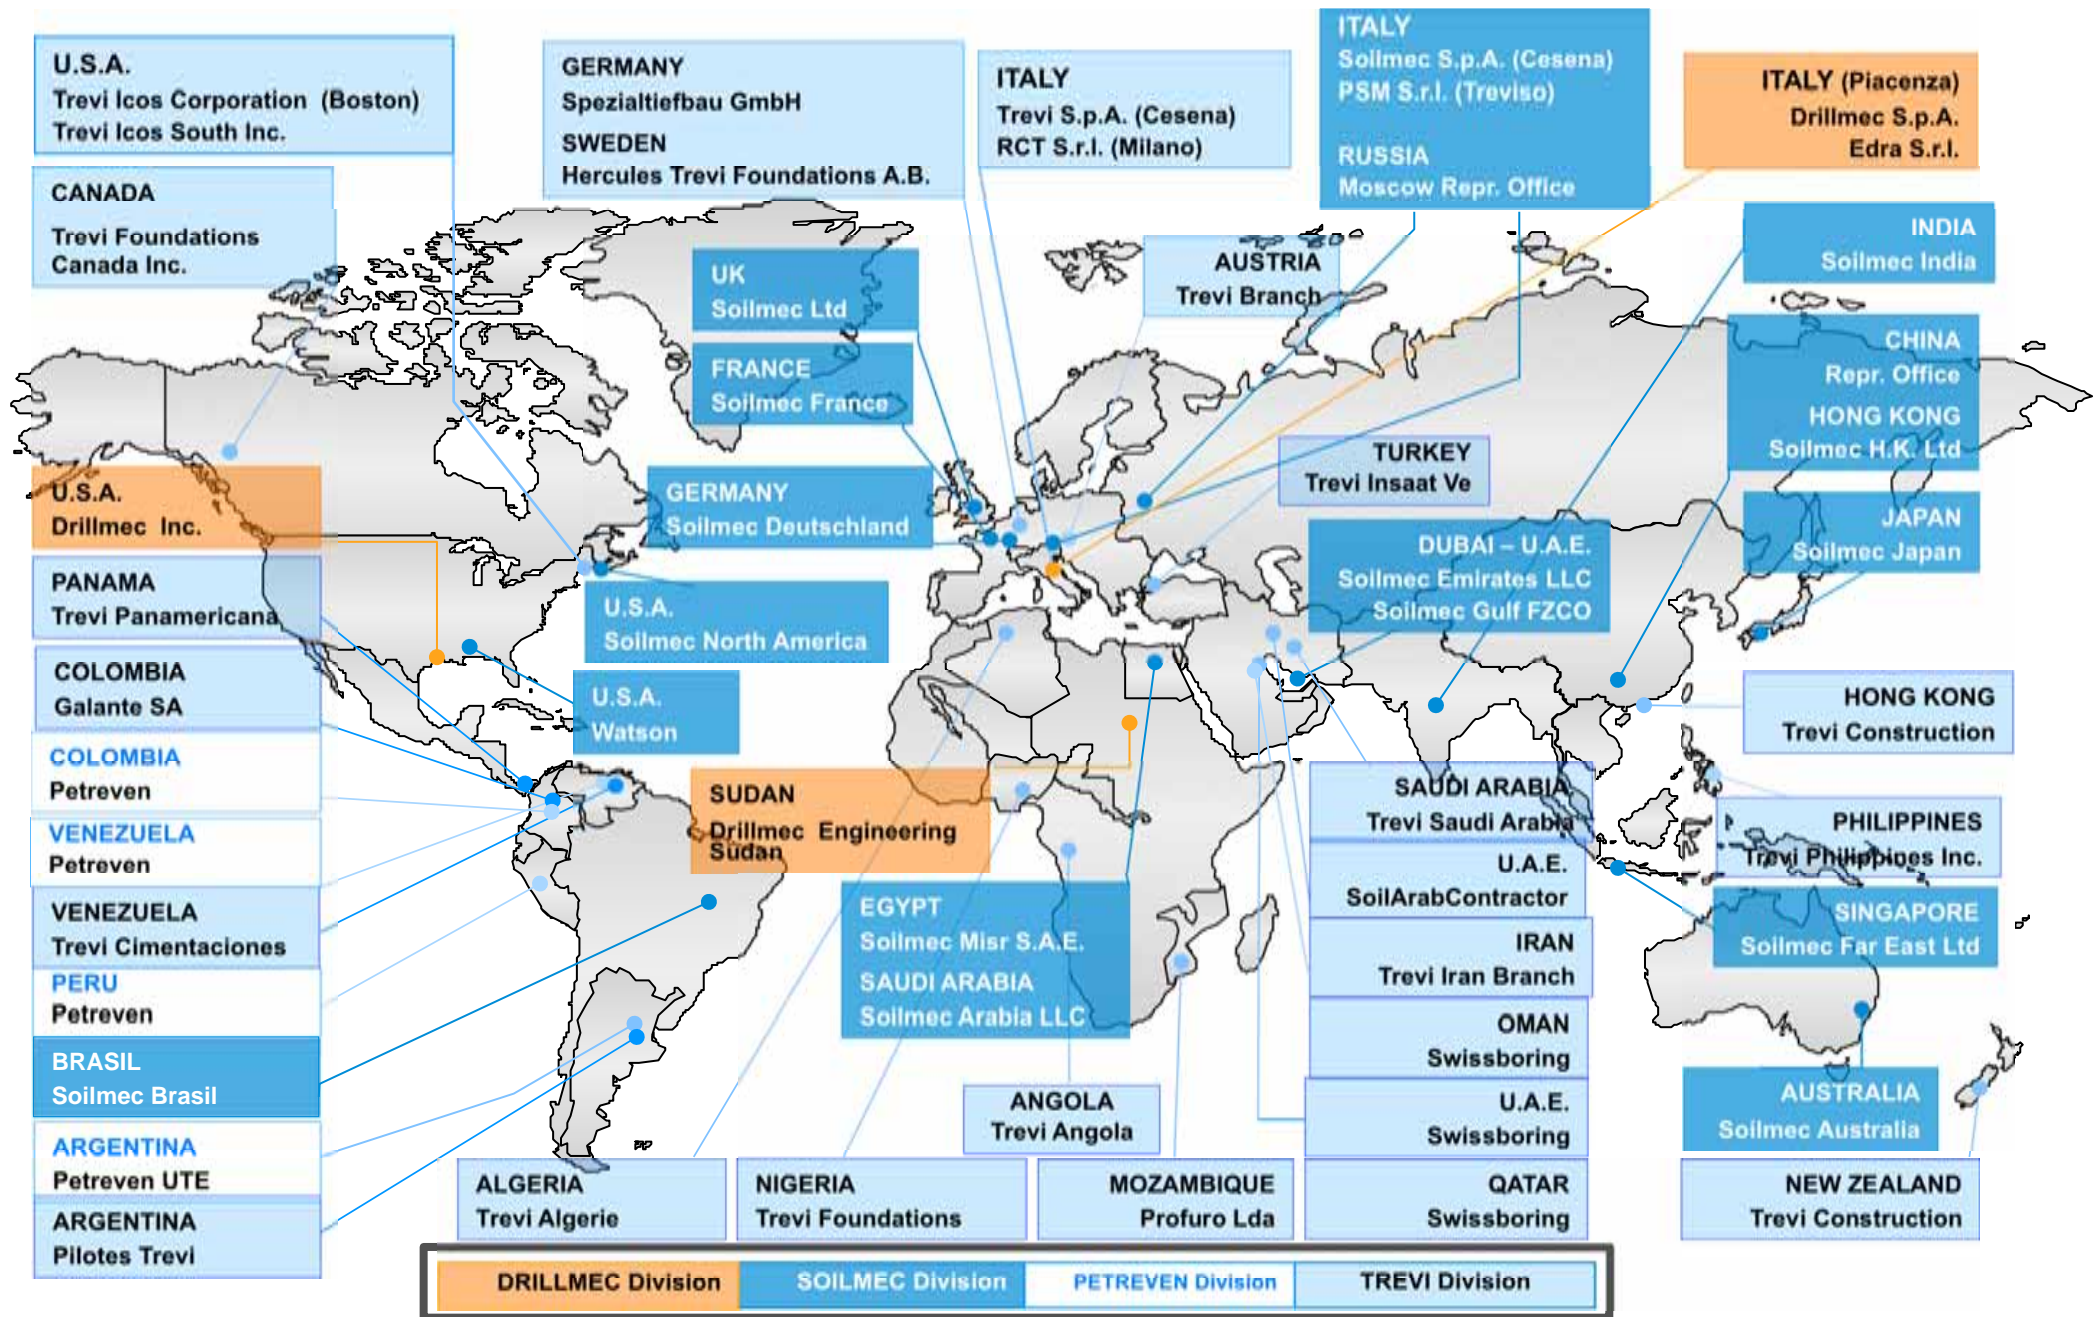 U.S.A.
Trevi Icos Corporation (Boston)
Trevi Icos South Inc.
CANADA
Trevi Foundations
Canada Inc.
GERMANY
Spezialtiefbau GmbH
SWEDEN
Hercules Trevi Foundations A.B.
ITALY
Trevi S.p.A. (Cesena)
RCT S.r.l. (Milano)
ITALY
Soilmec S.p.A. (Cesena)
PSM S.r.l. (Treviso)
RUSSIA
Moscow Repr. Office
ITALY (Piacenza)
Drillmec S.p.A.
Edra S.r.l.
UK
Soilmec Ltd
FRANCE
Soilmec France
AUSTRIA
Trevi Branch
INDIA
Soilmec India
CHINA
Repr. Office
HONG KONG
Soilmec H.K. Ltd
U.S.A.
Drillmec Inc.
GERMANY
Soilmec Deutschland
TURKEY
Trevi Insaat Ve
JAPAN
Soilmec Japan
DUBAI – U.A.E.
Soilmec Emirates LLC
Soilmec Gulf FZCO
PANAMA
Trevi Panamericana
U.S.A.
Soilmec North America
COLOMBIA
Galante SA
U.S.A.
Watson
HONG KONG
Trevi Construction
COLOMBIA
Petreven
VENEZUELA
Petreven
SUDAN
Drillmec Engineering
Sudan
SAUDI ARABIA
Trevi Saudi Arabia
PHILIPPINES
Trevi Philippines Inc.
U.A.E.
SoilArabContractor
VENEZUELA
Trevi Cimentaciones
EGYPT
Soilmec Misr S.A.E.
SAUDI ARABIA
Soilmec Arabia LLC
IRAN
Trevi Iran Branch
SINGAPORE
Soilmec Far East Ltd
PERU
Petreven
OMAN
Swissboring
BRASIL
Soilmec Brasil
ANGOLA
Trevi Angola
U.A.E.
Swissboring
AUSTRALIA
Soilmec Australia
ARGENTINA
Petreven UTE
ARGENTINA
Pilotes Trevi
ALGERIA
Trevi Algerie
NIGERIA
Trevi Foundations
MOZAMBIQUE
Profuro Lda
QATAR
Swissboring
NEW ZEALAND
Trevi Construction
DRILLMEC Division
SOILMEC Division
PETREVEN Division
TREVI Division